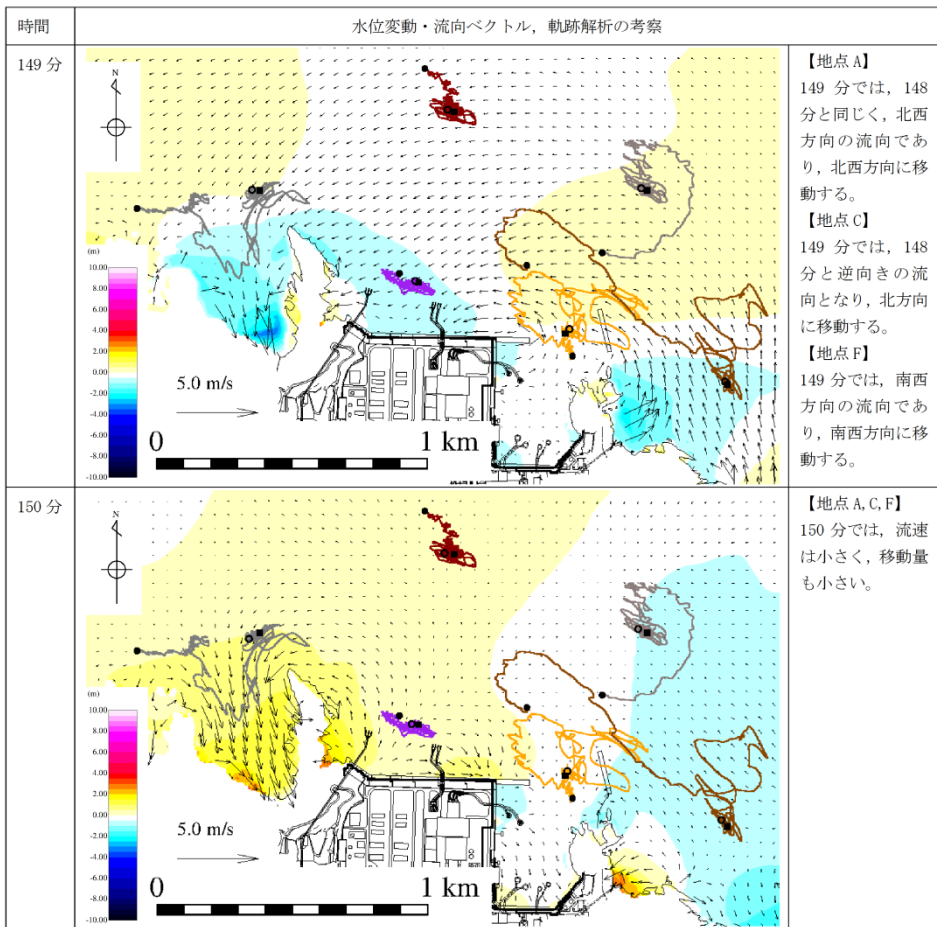 時間
水位変動・流向ベクトル，軌跡解析の考察
149 分
N
(m)
10.00
8.00
6.00
4.00
2.00
0.00
-2.00
-4.00
-6.00
-8.00
-10.00
5.0 m/s
0
1 km
【地点 A】
149 分では，148
分と同じく，北西
方向の流向であ
り，北西方向に移
動する。
【地点 C】
149 分では，148
分と逆向きの流
向となり，北方向
に移動する。
【地点 F】
149 分では，南西
方向の流向であ
り，南西方向に移
動する。
150 分
N
(m)
10.00
8.00
6.00
4.00
2.00
0.00
-2.00
-4.00
-6.00
-8.00
-10.00
5.0 m/s
0
1 km
【地点 A,C,F】
150 分では，流速
は小さく，移動量
も小さい。